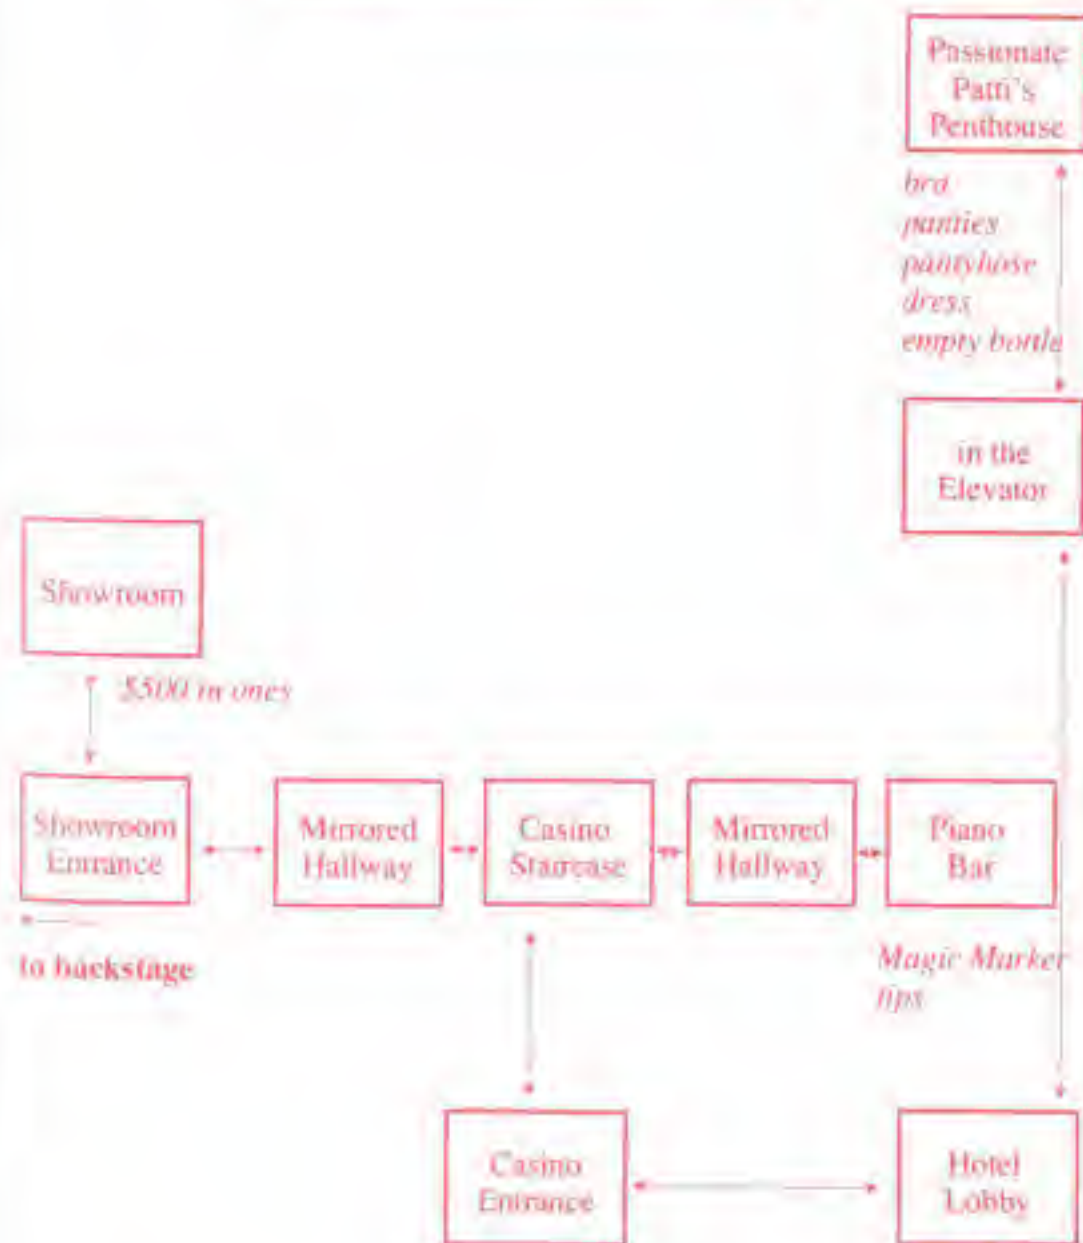 Passionate
Patti's
Penthouse
bra
panties
pantyhose
dress
empty bottle
in the
Elevator
Showroom
$500 in ones
Showroom
Entrance
Mirrored
Hallway
Casino
Staircase
Mirrored
Hallway
Piano
Bar
to backstage
Magic Marker
tips
Casino
Entrance
Hotel
Lobby